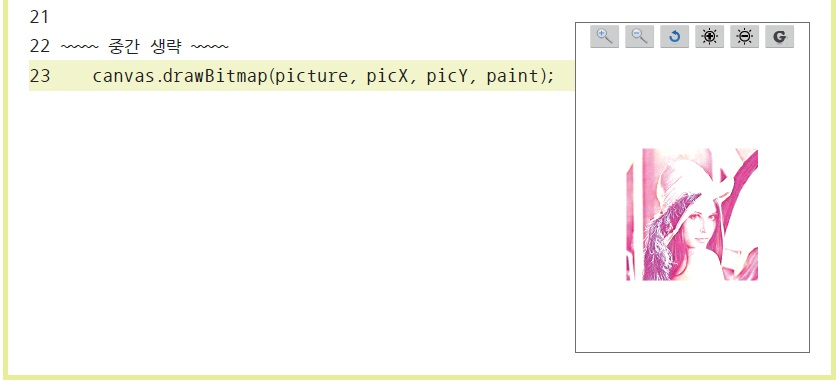 21
22 ~~~~~ 중간 생략 ~~~~~
23 canvas.drawBitmap(picture, picX, picY, paint);
G